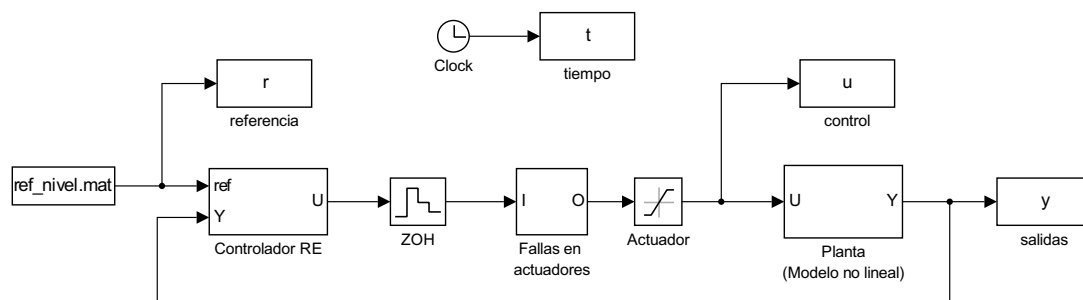 t
Clock
tiempo
r
u
referencia
control
ref_nivel.mat
ref
Y
U
I
O
U
Y
y
Controlador RE
ZOH
Fallas en
actuadores
Actuador
Planta
(Modelo no lineal)
salidas